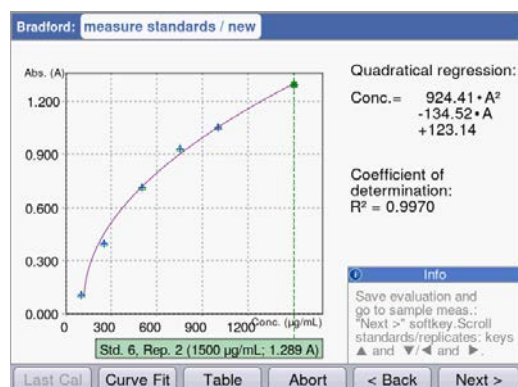 Bradford: measure standards / new
Abs. (A)
1.200
0.900
0.600
0.300
0.000
0 300 600 900 1200
Conc. (µg/mL)
Std. 6, Rep. 2 (1500 µg/mL; 1.289 A)
Quadratical regression:
Conc.= 924.41•A²
-134.52•A
+123.14
Coefficient of
determination:
R² = 0.9970
Info
Save evaluation and
go to sample meas.:
"Next >" softkey.Scroll
standards/replicates: keys
▲ and ▼/◀ and ▶.
Last Cal Curve Fit Table Abort < Back Next >